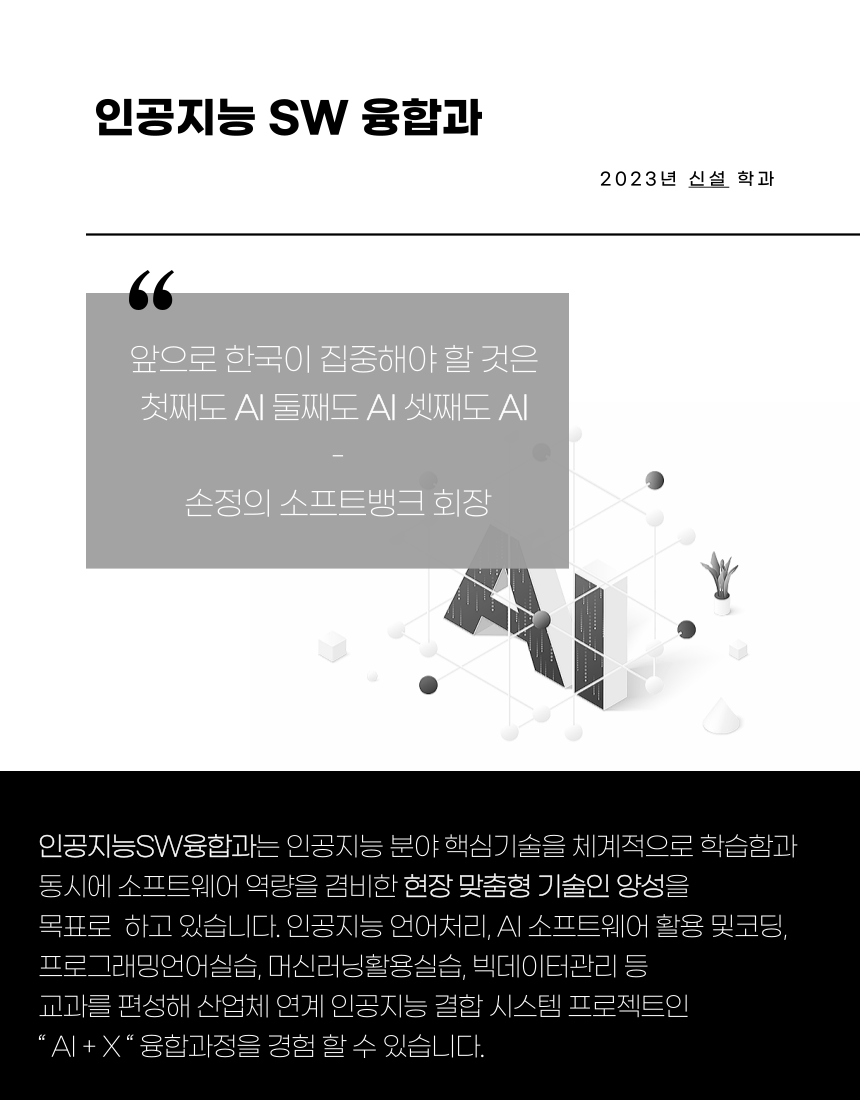 인공지능 SW 융합과
2023년 신설 학과
“
앞으로 한국이 집중해야 할 것은
첫째도 AI 둘째도 AI 셋째도 AI
–
손정의 소프트뱅크 회장
AI
인공지능SW융합과는 인공지능 분야 핵심기술을 체계적으로 학습함과
동시에 소프트웨어 역량을 겸비한 현장 맞춤형 기술인 양성을
목표로 하고 있습니다. 인공지능 언어처리, AI 소프트웨어 활용 및코딩,
프로그래밍언어실습, 머신러닝활용실습, 빅데이터관리 등
교과를 편성해 산업체 연계 인공지능 결합 시스템 프로젝트인
“ AI + X “ 융합과정을 경험 할 수 있습니다.